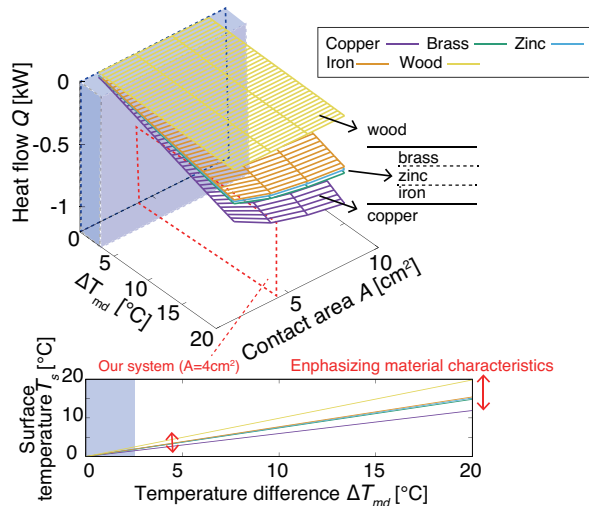 Copper Brass Zinc
Iron Wood
Heat flow Q [kW]
0
-0.5
-1
0
5
10
15
20
ΔT_md [°C]
5
10
Contact area A [cm²]
wood
brass
zinc
iron
copper
Our system (A=4cm²)
Enphasizing material characteristics
Surface
temperature T_s [°C]
20
10
0
0
5
10
15
20
Temperature difference ΔT_md [°C]